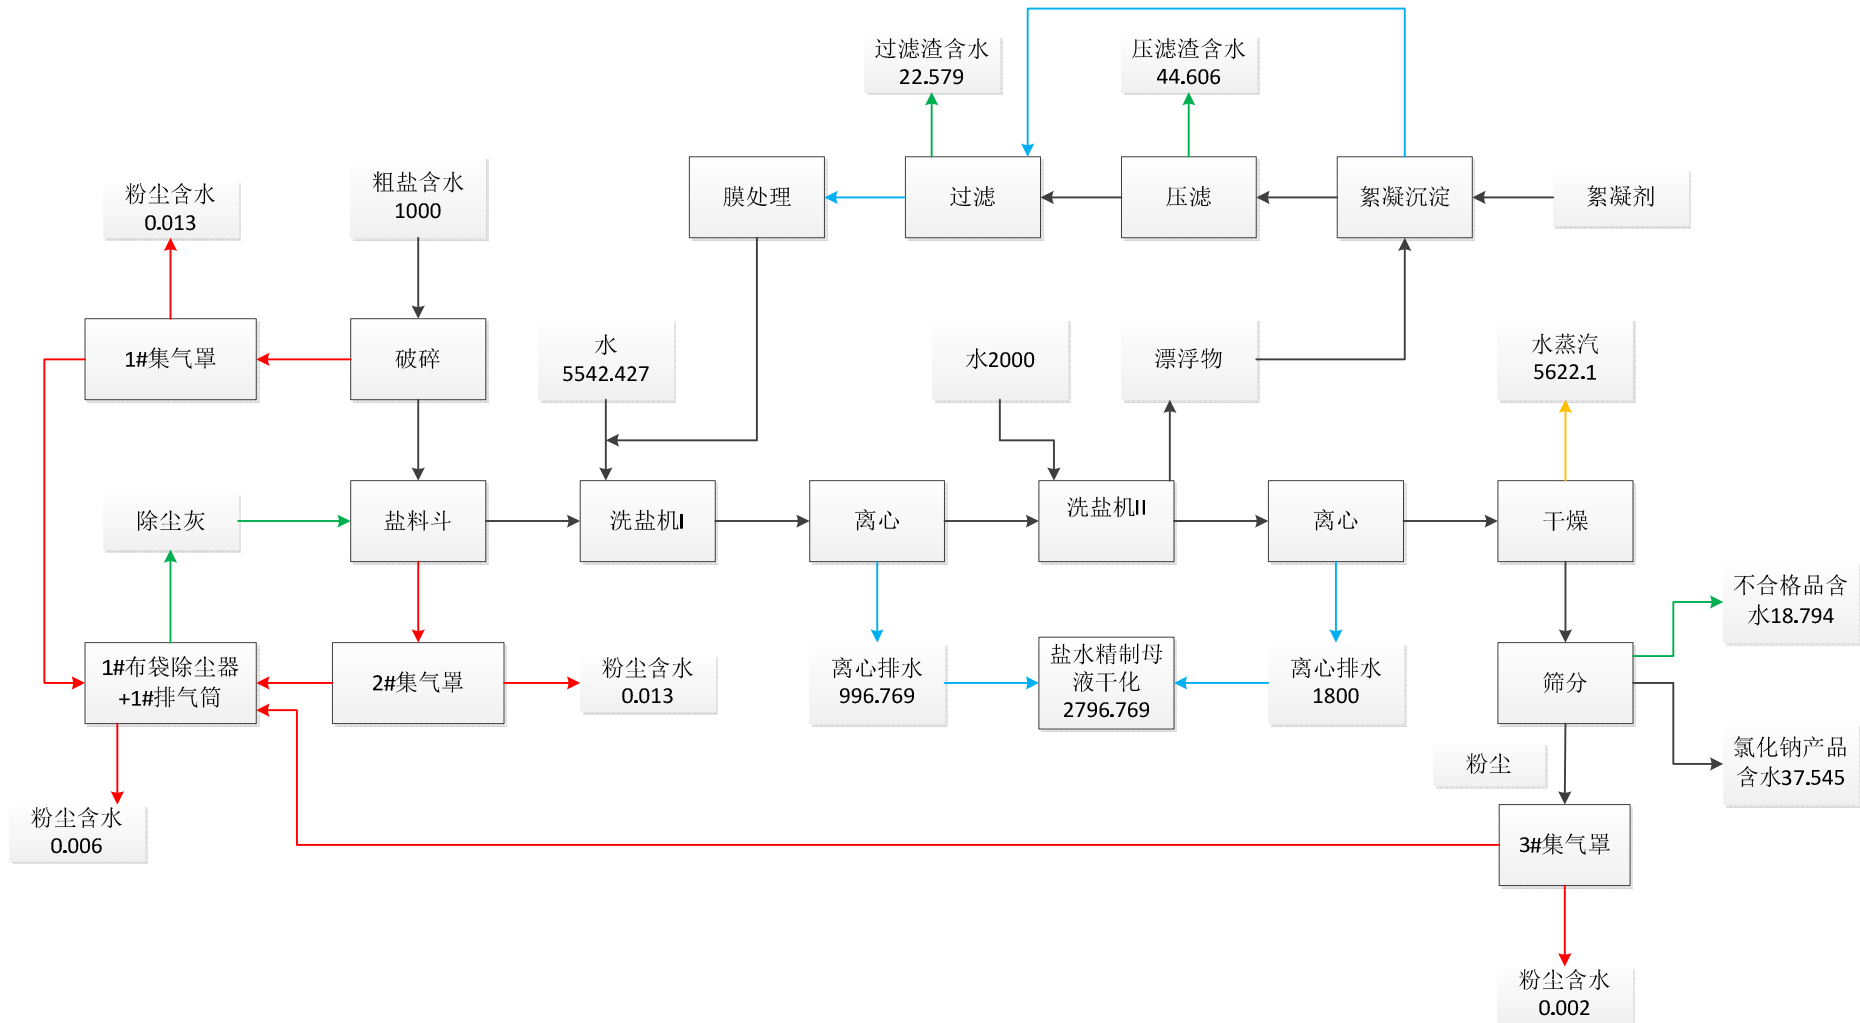 过滤渣含水
22.579
压滤渣含水
44.606
粉尘含水
0.013
粗盐含水
1000
膜处理
过滤
压滤
絮凝沉淀
絮凝剂
1#集气罩
破碎
水
5542.427
水2000
漂浮物
水蒸汽
5622.1
除尘灰
盐料斗
洗盐机I
离心
洗盐机II
离心
干燥
不合格品含
水18.794
1#布袋除尘器
+1#排气筒
2#集气罩
粉尘含水
0.013
离心排水
996.769
盐水精制母
液干化
2796.769
离心排水
1800
筛分
氯化钠产品
含水37.545
粉尘
粉尘含水
0.006
3#集气罩
粉尘含水
0.002